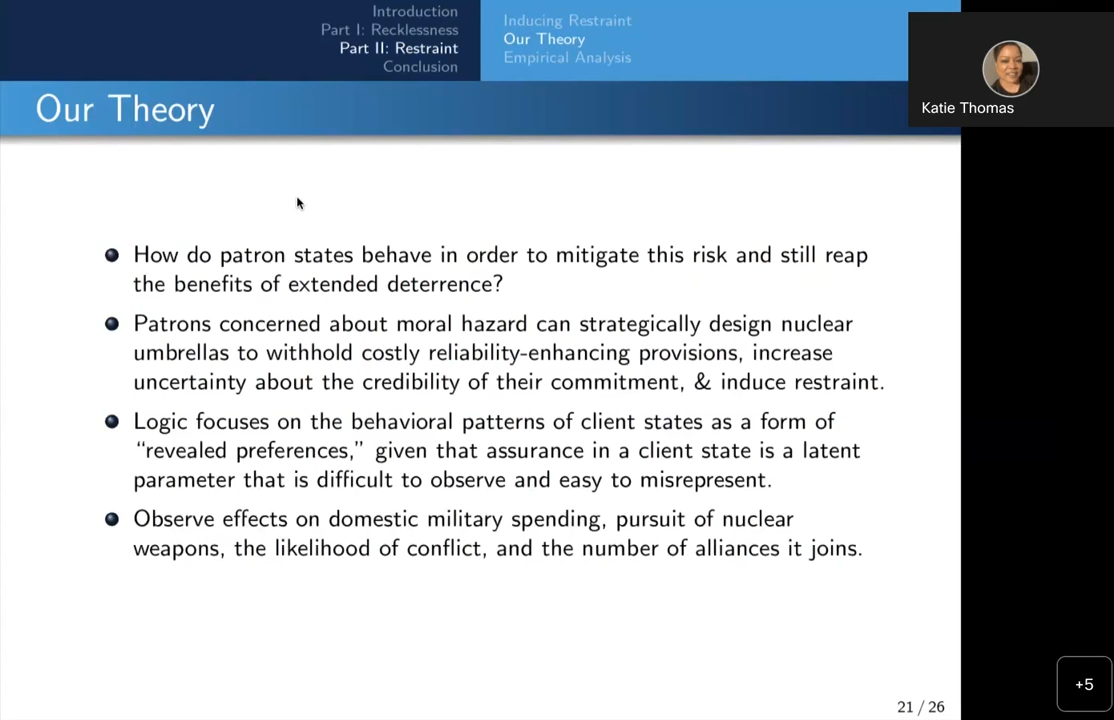 Introduction
Part I: Recklessness
Part II: Restraint
Conclusion
Inducing Restraint
Our Theory
Empirical Analysis
Katie Thomas
Our Theory
How do patron states behave in order to mitigate this risk and still reap
the benefits of extended deterrence?
Patrons concerned about moral hazard can strategically design nuclear
umbrellas to withhold costly reliability-enhancing provisions, increase
uncertainty about the credibility of their commitment, & induce restraint.
Logic focuses on the behavioral patterns of client states as a form of
“revealed preferences,” given that assurance in a client state is a latent
parameter that is difficult to observe and easy to misrepresent.
Observe effects on domestic military spending, pursuit of nuclear
weapons, the likelihood of conflict, and the number of alliances it joins.
+5
21 / 26